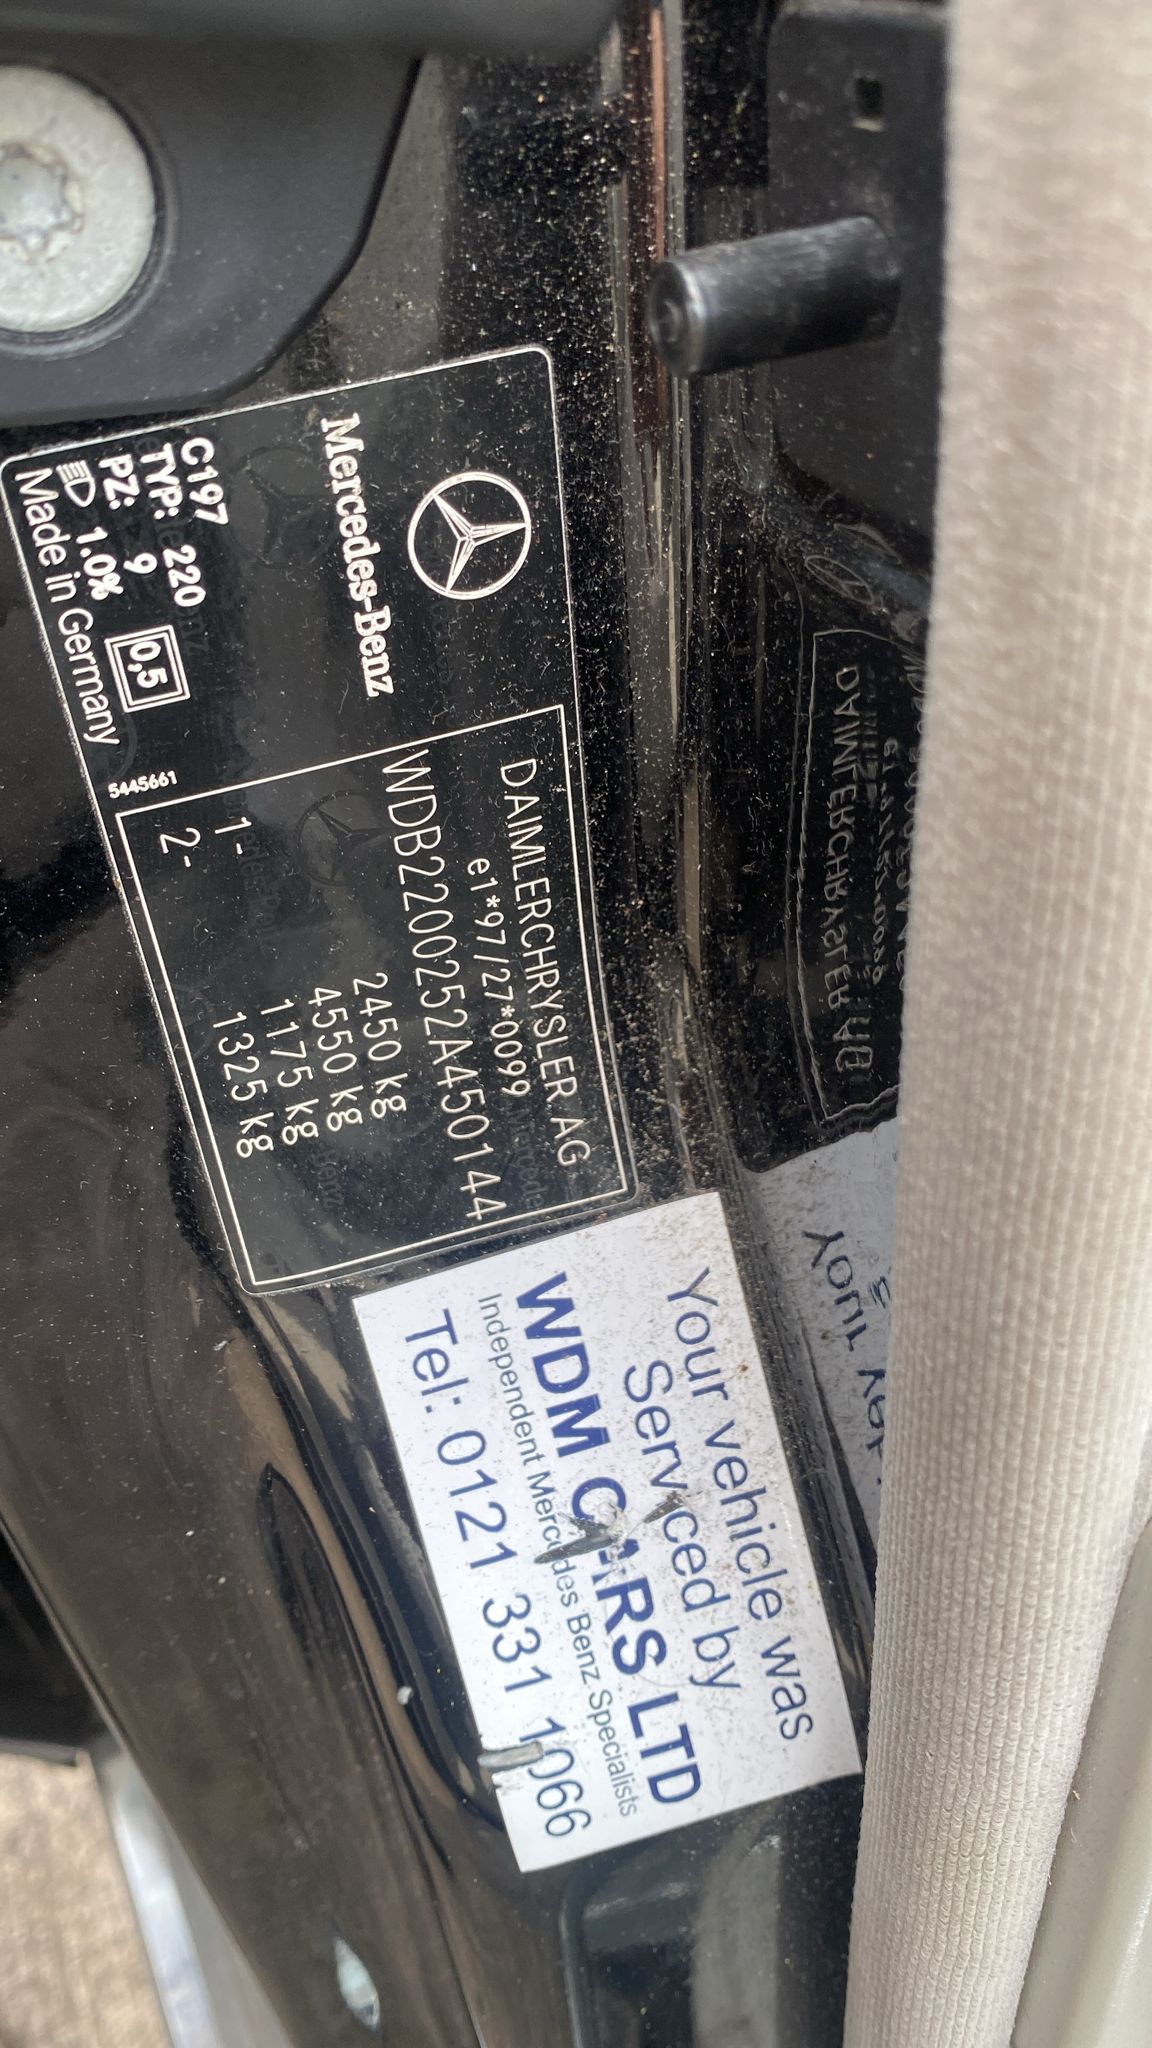 Mercedes-Benz
C197
TYP: 220
PZ: 9
1.0% 0,5
Made in Germany
5445661
DAIMLERCHRYSLER AG
e1*97/27*0099
WDB2200252A450144
2450 kg
4550 kg
1- 1175 kg
2- 1325 kg
Your vehicle was
Serviced by
WDM CARS LTD
Independent Mercedes Benz Specialists
Tel: 0121 331 1066